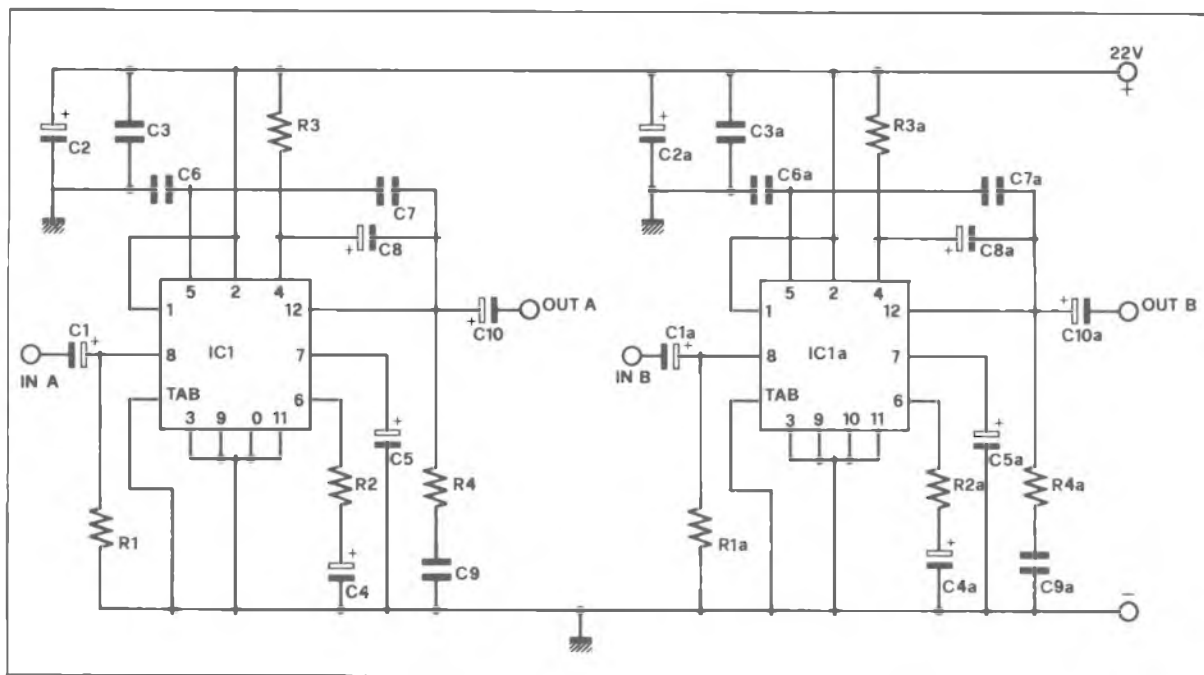 22V
+
+
C2
C3
R3
C6
C7
+
C8
5 2 4
1
12
C1
+
8
IC1
7
IN A
TAB
6
3 9 0 11
+
C10
OUT A
+
C5
R1
R2
R4
+
C4
C9
+
C2a
C3a
R3a
C6a
C7a
+
C8a
5 2 4
1
12
C1a
+
8
IC1a
7
IN B
TAB
6
3 9 10 11
+
C10a
OUT B
+
C5a
R1a
R2a
R4a
+
C4a
C9a
−